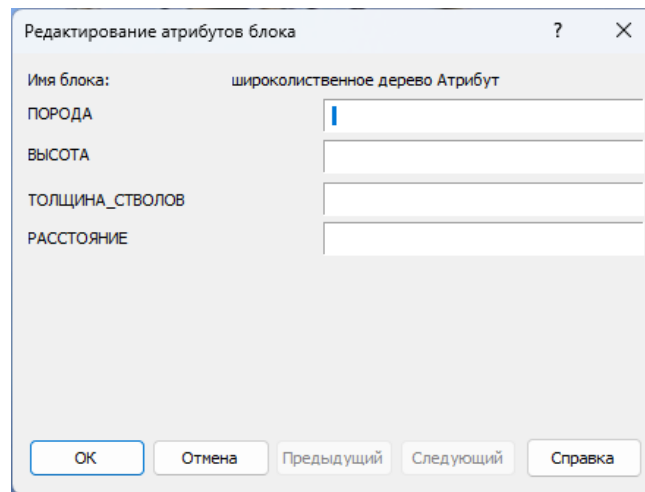 Редактирование атрибутов блока ? ×
Имя блока: широколиственное дерево Атрибут
ПОРОДА
ВЫСОТА
ТОЛЩИНА_СТВОЛОВ
РАССТОЯНИЕ
ОК Отмена Предыдущий Следующий Справка